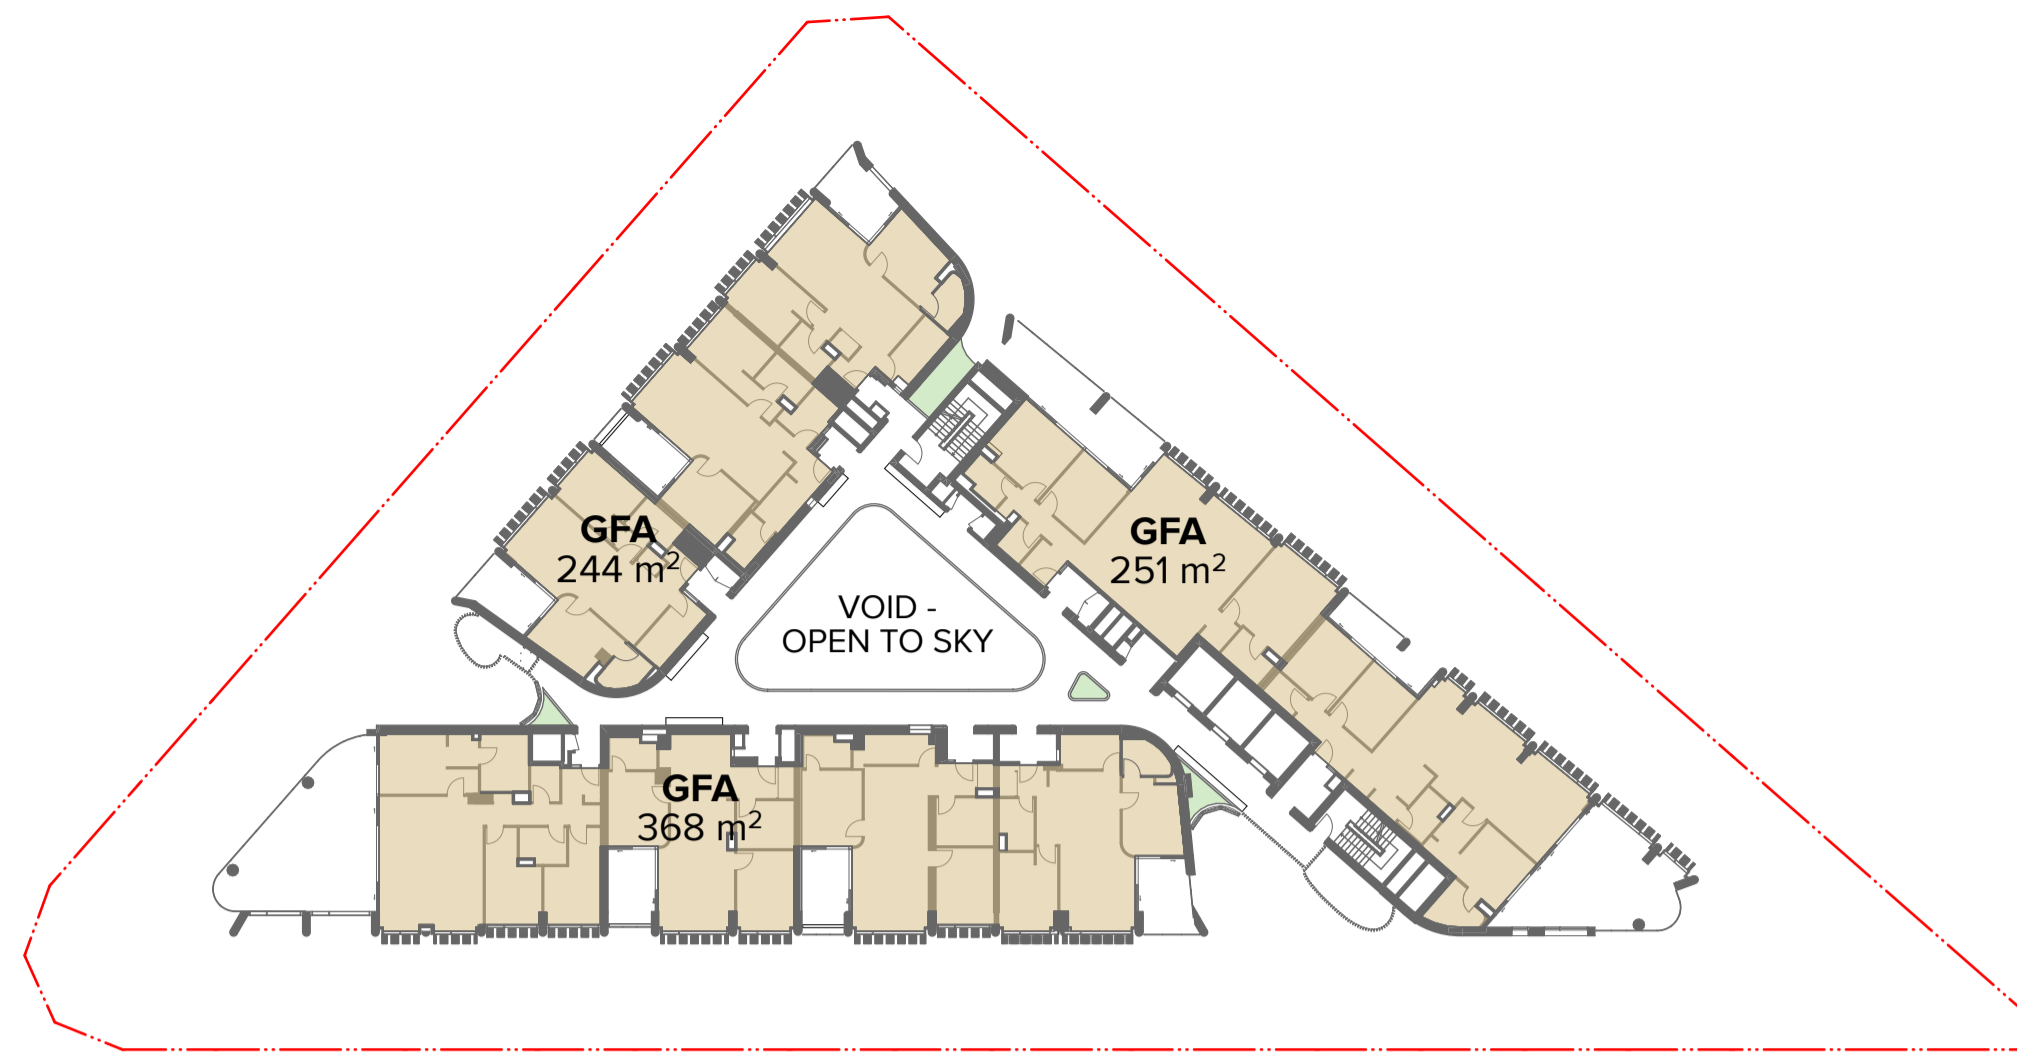 GFA
244 m²
GFA
251 m²
VOID -
OPEN TO SKY
GFA
368 m²